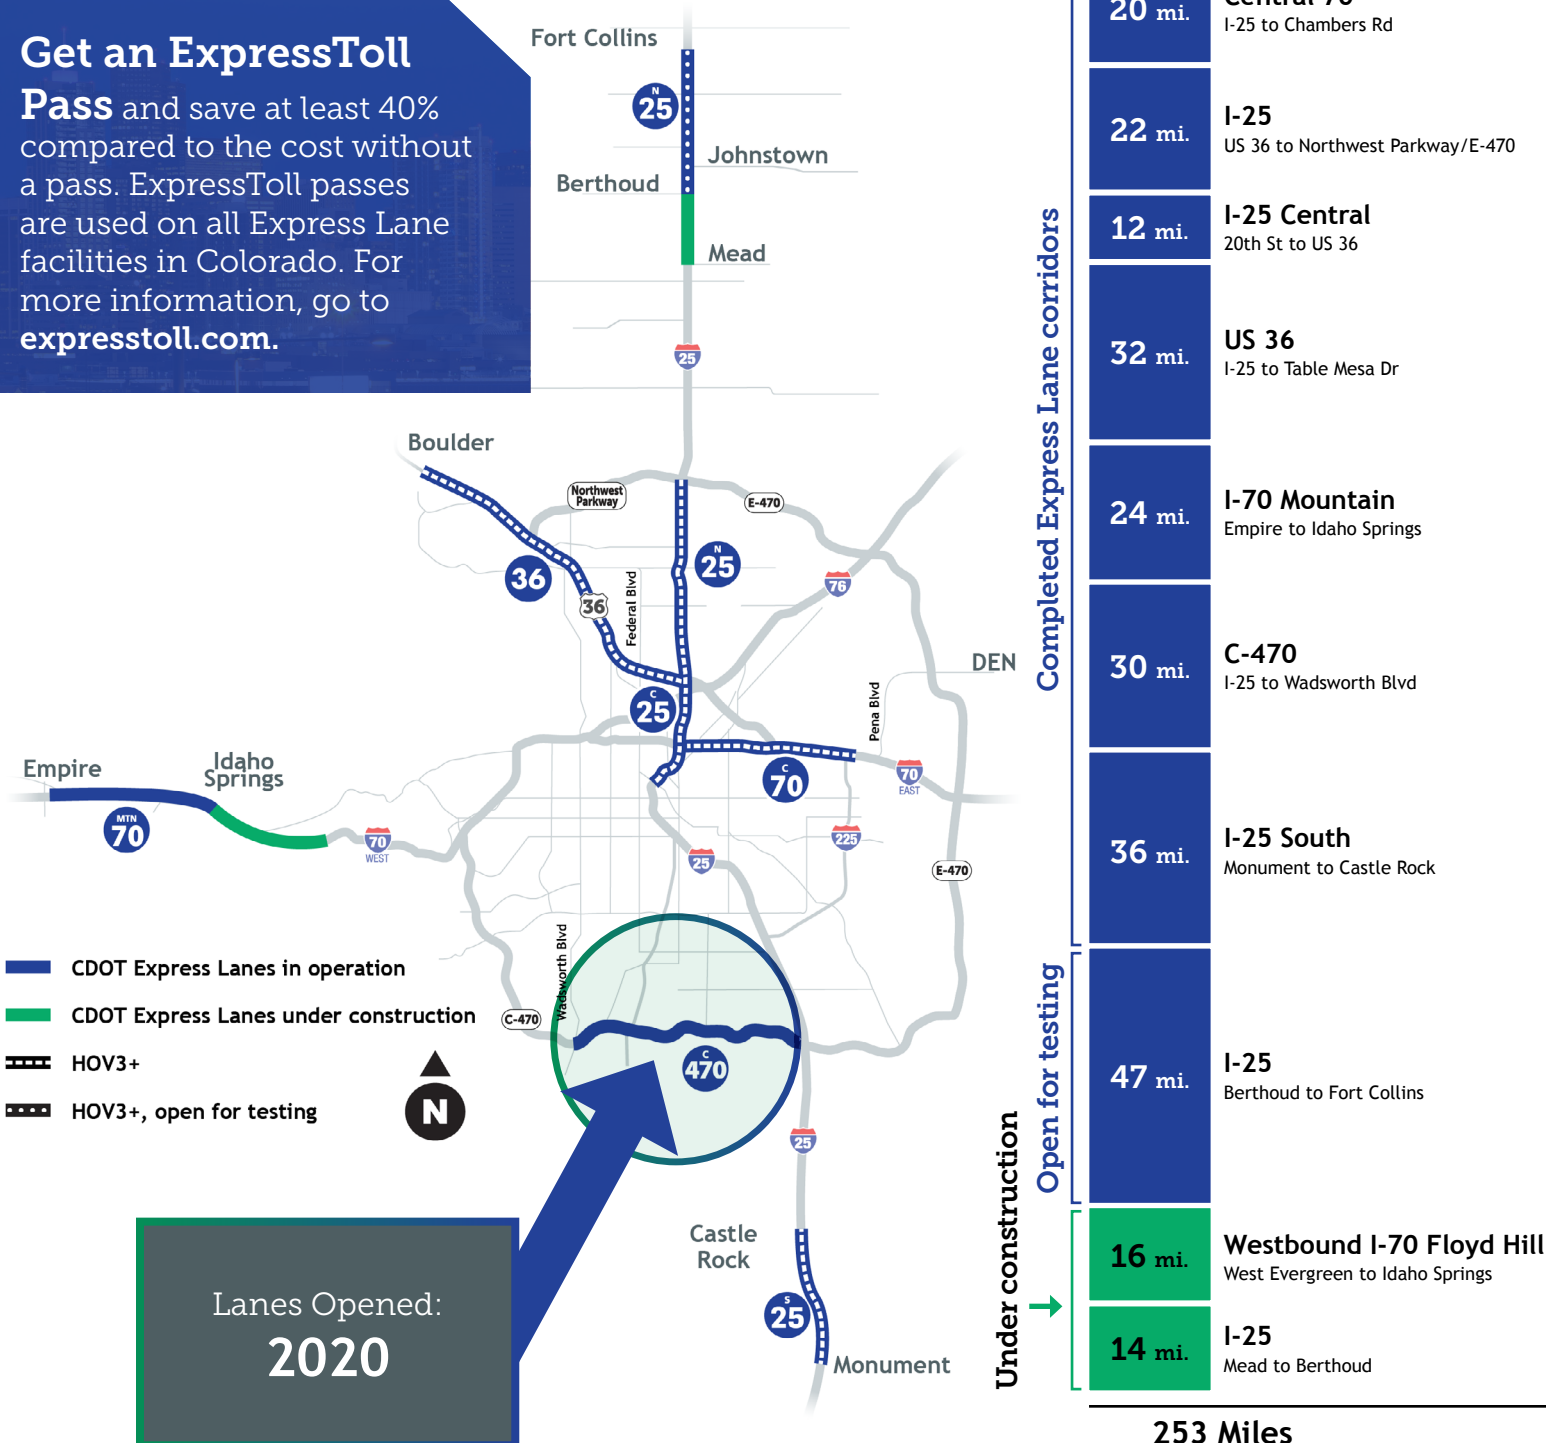 Get an ExpressToll
Pass and save at least 40%
compared to the cost without
a pass. ExpressToll passes
are used on all Express Lane
facilities in Colorado. For
more information, go to
expresstoll.com.
Fort Collins
N
25
Johnstown
Berthoud
Mead
25
Boulder
Northwest
Parkway
E-470
36
N
25
36
Federal Blvd
76
DEN
C
25
Pena Blvd
Empire
Idaho
Springs
C
70
70
EAST
MTN
70
70
WEST
25
225
E-470
Wadsworth Blvd
C-470
C
470
25
Castle
Rock
S
25
Monument
CDOT Express Lanes in operation
CDOT Express Lanes under construction
HOV3+
HOV3+, open for testing
N
Lanes Opened:
2020
Completed Express Lane corridors
20 mi.
Central 70
I-25 to Chambers Rd
22 mi.
I-25
US 36 to Northwest Parkway/E-470
12 mi.
I-25 Central
20th St to US 36
32 mi.
US 36
I-25 to Table Mesa Dr
24 mi.
I-70 Mountain
Empire to Idaho Springs
30 mi.
C-470
I-25 to Wadsworth Blvd
36 mi.
I-25 South
Monument to Castle Rock
Open for testing
47 mi.
I-25
Berthoud to Fort Collins
Under construction
16 mi.
Westbound I-70 Floyd Hill
West Evergreen to Idaho Springs
14 mi.
I-25
Mead to Berthoud
253 Miles